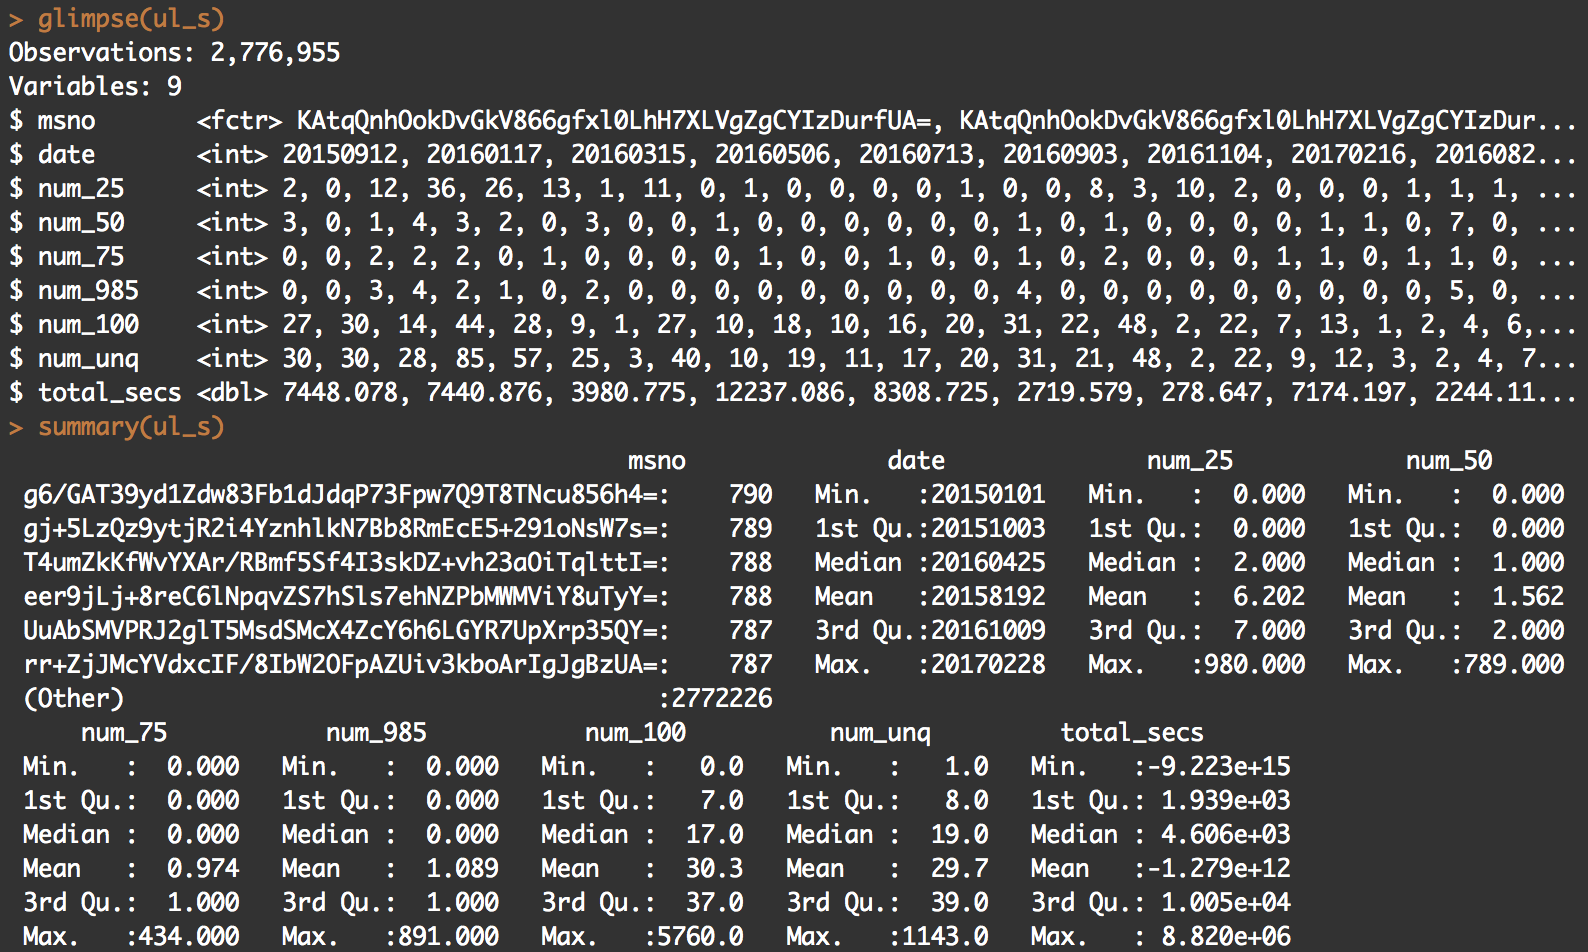 > glimpse(ul_s)
Observations: 2,776,955
Variables: 9
$ msno       <fctr> KAtqQnhOokDvGkV866gfxl0LhH7XLVgZgCYIzDurfUA=, KAtqQnhOokDvGkV866gfxl0LhH7XLVgZgCYIzDur...
$ date       <int> 20150912, 20160117, 20160315, 20160506, 20160713, 20160903, 20161104, 20170216, 2016082...
$ num_25     <int> 2, 0, 12, 36, 26, 13, 1, 11, 0, 1, 0, 0, 0, 0, 1, 0, 0, 8, 3, 10, 2, 0, 0, 0, 1, 1, 1, ...
$ num_50     <int> 3, 0, 1, 4, 3, 2, 0, 3, 0, 0, 1, 0, 0, 0, 0, 0, 0, 1, 0, 1, 0, 0, 0, 0, 1, 1, 0, 7, 0, ...
$ num_75     <int> 0, 0, 2, 2, 2, 0, 1, 0, 0, 0, 0, 1, 0, 0, 1, 0, 0, 1, 0, 2, 0, 0, 0, 1, 1, 0, 1, 1, 0, ...
$ num_985    <int> 0, 0, 3, 4, 2, 1, 0, 2, 0, 0, 0, 0, 0, 0, 0, 0, 0, 4, 0, 0, 0, 0, 0, 0, 0, 0, 0, 5, 0, ...
$ num_100    <int> 27, 30, 14, 44, 28, 9, 1, 27, 10, 18, 10, 16, 20, 31, 22, 48, 2, 22, 7, 13, 1, 2, 4, 6,...
$ num_unq    <int> 30, 30, 28, 85, 57, 25, 3, 40, 10, 19, 11, 17, 20, 31, 21, 48, 2, 22, 9, 12, 3, 2, 4, 7...
$ total_secs <dbl> 7448.078, 7440.876, 3980.775, 12237.086, 8308.725, 2719.579, 278.647, 7174.197, 2244.11...
> summary(ul_s)
msno date num_25 num_50
g6/GAT39yd1Zdw83Fb1dJdqP73Fpw7Q9T8TNcu856h4=: 790 Min. :20150101 Min. : 0.000 Min. : 0.000
gj+5LzQz9ytjR2i4YznhlkN7Bb8RmEcE5+291oNsW7s=: 789 1st Qu.:20151003 1st Qu.: 0.000 1st Qu.: 0.000
T4umZkKfWvYXAr/RBmf5Sf4I3skDZ+vh23aOiTqlttI=: 788 Median :20160425 Median : 2.000 Median : 1.000
eer9jLj+8reC6lNpqvZS7hSls7ehNZPbMWMViY8uTyY=: 788 Mean :20158192 Mean : 6.202 Mean : 1.562
UuAbSMVPRJ2glT5MsdSMcX4ZcY6h6LGYR7UpXrp35QY=: 787 3rd Qu.:20161009 3rd Qu.: 7.000 3rd Qu.: 2.000
rr+ZjJMcYVdxcIF/8IbW2OFpAZUiv3kboArIgJgBzUA=: 787 Max. :20170228 Max. :980.000 Max. :789.000
(Other) :2772226
num_75 num_985 num_100 num_unq total_secs
Min. : 0.000 Min. : 0.000 Min. : 0.0 Min. : 1.0 Min. :-9.223e+15
1st Qu.: 0.000 1st Qu.: 0.000 1st Qu.: 7.0 1st Qu.: 8.0 1st Qu.: 1.939e+03
Median : 0.000 Median : 0.000 Median : 17.0 Median : 19.0 Median : 4.606e+03
Mean : 0.974 Mean : 1.089 Mean : 30.3 Mean : 29.7 Mean :-1.279e+12
3rd Qu.: 1.000 3rd Qu.: 1.000 3rd Qu.: 37.0 3rd Qu.: 39.0 3rd Qu.: 1.005e+04
Max. :434.000 Max. :891.000 Max. :5760.0 Max. :1143.0 Max. : 8.820e+06